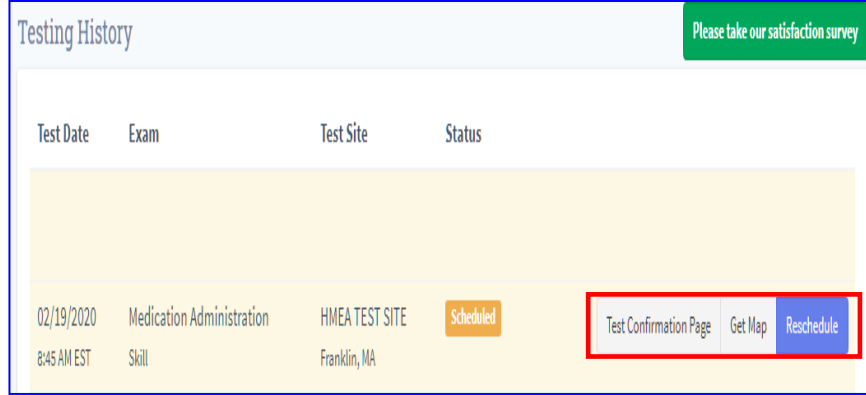 Testing History
Please take our satisfaction survey
Test Date Exam Test Site Status
02/19/2020 Medication Administration HMEA TEST SITE Scheduled Test Confirmation Page Get Map Reschedule
8:45 AM EST Skill Franklin, MA